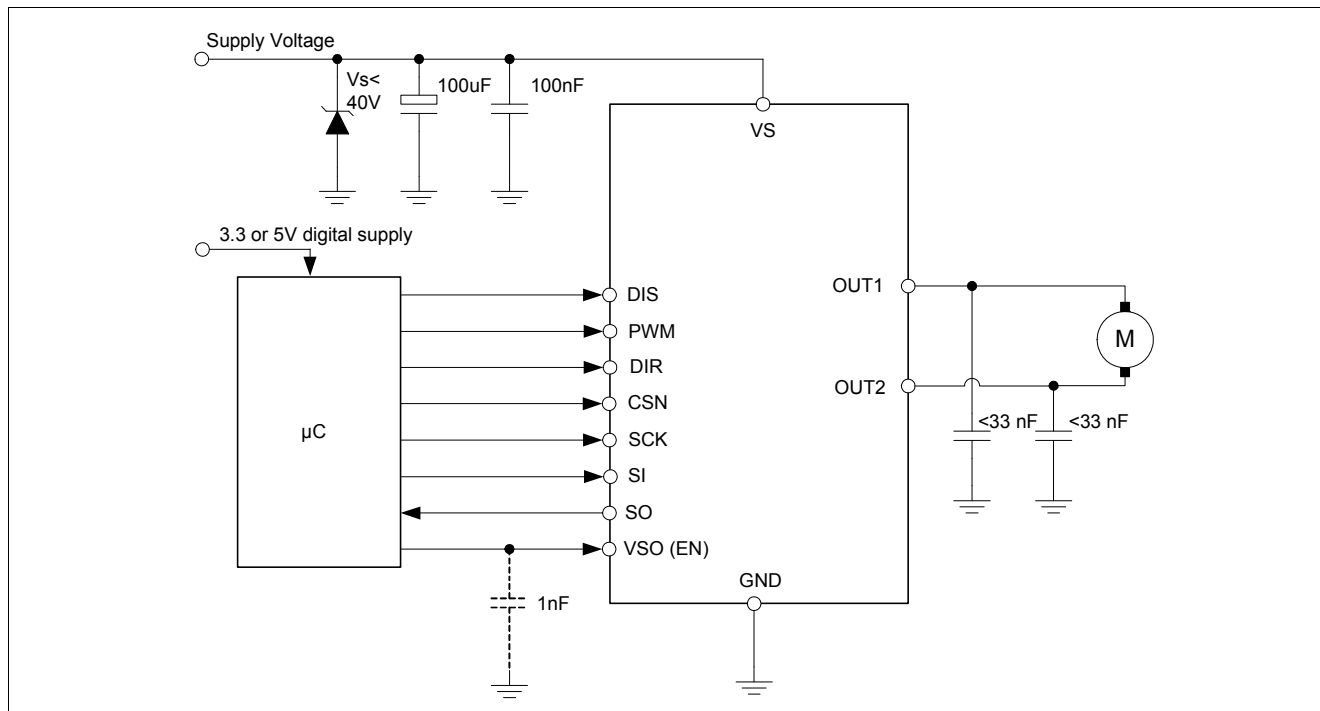 Supply Voltage
Vs<
40V
100uF
100nF
VS
3.3 or 5V digital supply
µC
DIS
PWM
DIR
CSN
SCK
SI
SO
VSO (EN)
1nF
GND
OUT1
OUT2
M
<33 nF
<33 nF